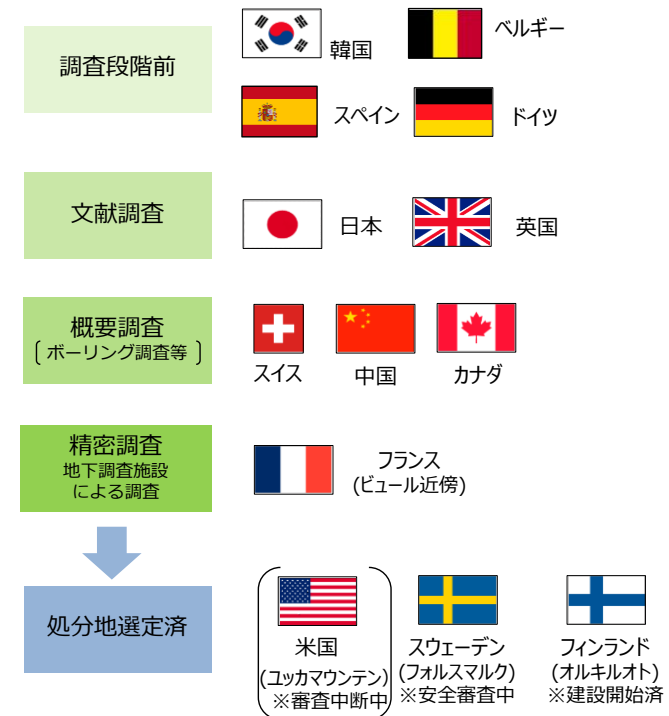 調査段階前
韓国
ベルギー
スペイン
ドイツ
文献調査
日本
英国
概要調査
〔 ボーリング調査等 〕
スイス
中国
カナダ
精密調査
地下調査施設
による調査
フランス
(ビュール近傍)
処分地選定済
米国
(ユッカマウンテン)
※審査中断中
スウェーデン
(フォルスマルク)
※安全審査中
フィンランド
(オルキルオト)
※建設開始済